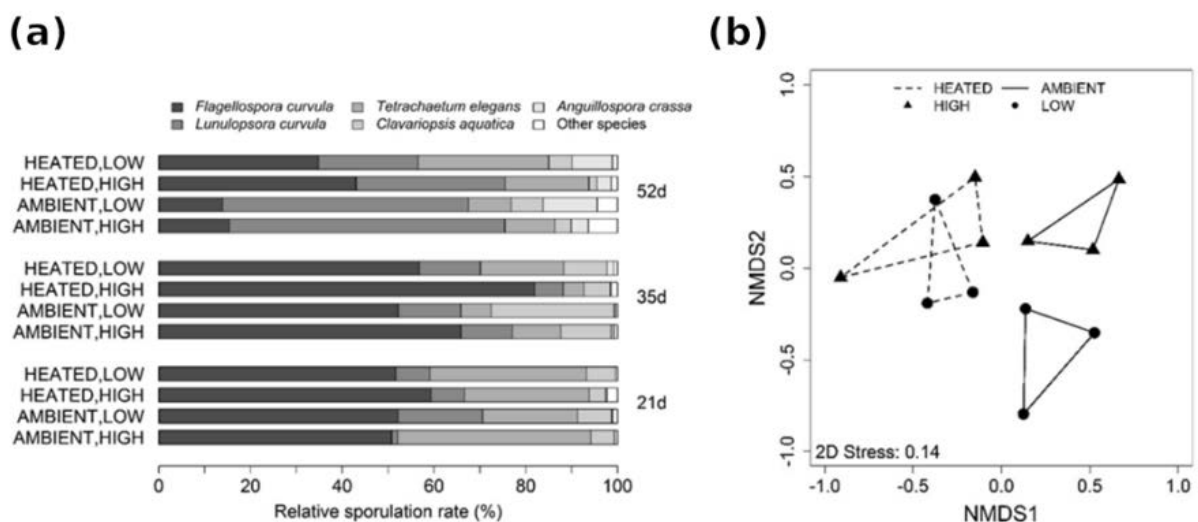 (a)
Flagellospora curvula Tetrachaetum elegans Anguillospora crassa
Lunulopsora curvula Clavariopsis aquatica Other species
HEATED,LOW
HEATED,HIGH
52d
AMBIENT,LOW
AMBIENT,HIGH
HEATED,LOW
HEATED,HIGH
35d
AMBIENT,LOW
AMBIENT,HIGH
HEATED,LOW
HEATED,HIGH
21d
AMBIENT,LOW
AMBIENT,HIGH
0 20 40 60 80 100
Relative sporulation rate (%)
(b)
HEATED AMBIENT
HIGH LOW
1.0
0.5
0.0
-0.5
-1.0
NMDS2
2D Stress: 0.14
-1.0 -0.5 0.0 0.5 1.0
NMDS1